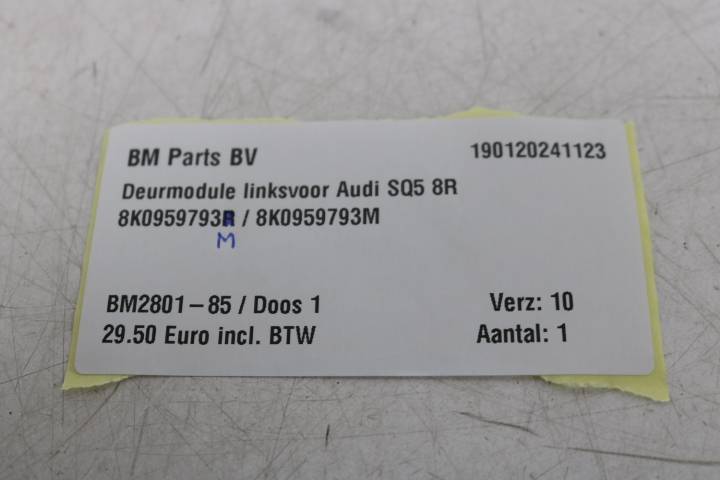 BM Parts BV 190120241123
Deurmodule linksvoor Audi SQ5 8R
8K0959793R / 8K0959793M
M
BM2801-85 / Doos 1 Verz: 10
29.50 Euro incl. BTW Aantal: 1